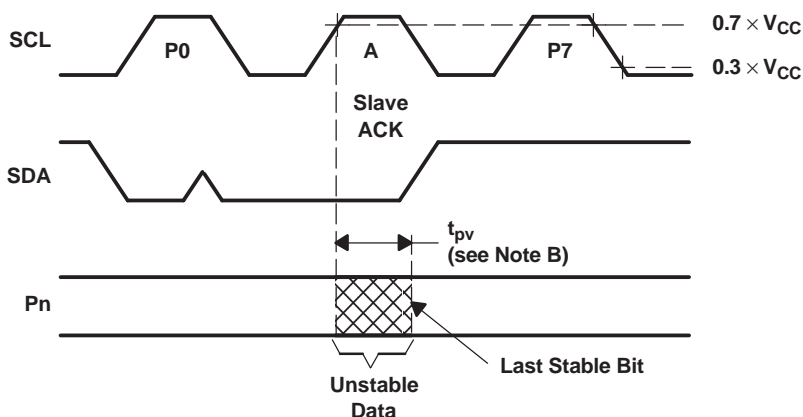 SCL
P0
A
P7
0.7 × VCC
0.3 × VCC
Slave
ACK
SDA
tpv
(see Note B)
Pn
Last Stable Bit
Unstable
Data